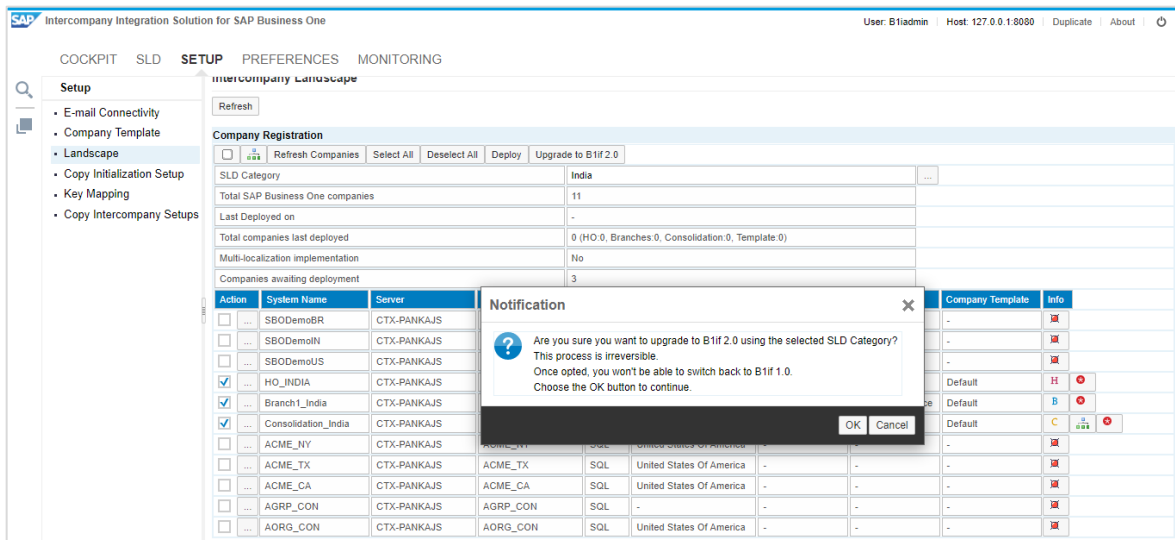 SAP Intercompany Integration Solution for SAP Business One User: B1iadmin Host: 127.0.0.1:8080 Duplicate About
COCKPIT SLD SETUP PREFERENCES MONITORING
Setup
E-mail Connectivity
Company Template
Landscape
Copy Initialization Setup
Key Mapping
Copy Intercompany Setups
Intercompany Landscape
Refresh
Company Registration
Refresh Companies Select All Deselect All Deploy Upgrade to B1if 2.0
SLD Category India ...
Total SAP Business One companies 11
Last Deployed on -
Total companies last deployed 0 (HO:0, Branches:0, Consolidation:0, Template:0)
Multi-localization implementation No
Companies awaiting deployment 3
Action System Name Server Company Template Info
... SBODemoBR CTX-PANKAJS -
... SBODemoIN CTX-PANKAJS -
... SBODemoUS CTX-PANKAJS -
... HO_INDIA CTX-PANKAJS Default H
... Branch1_India CTX-PANKAJS Default B
... Consolidation_India CTX-PANKAJS Default C
... ACME_NY CTX-PANKAJS ACME_NY SQL United States Of America - - -
... ACME_TX CTX-PANKAJS ACME_TX SQL United States Of America - - -
... ACME_CA CTX-PANKAJS ACME_CA SQL United States Of America - - -
... AGRP_CON CTX-PANKAJS AGRP_CON SQL - - - -
... AORG_CON CTX-PANKAJS AORG_CON SQL United States Of America - - -
Notification
Are you sure you want to upgrade to B1if 2.0 using the selected SLD Category?
This process is irreversible.
Once opted, you won't be able to switch back to B1if 1.0.
Choose the OK button to continue.
OK Cancel